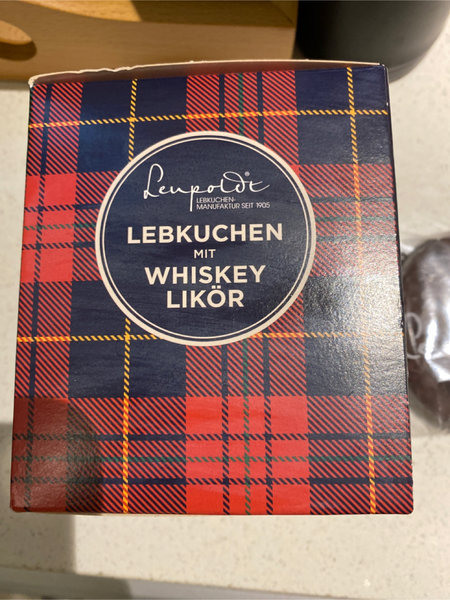 Leupoldt®
LEBKUCHEN-
MANUFAKTUR SEIT 1905
LEBKUCHEN
MIT
WHISKEY
LIKÖR